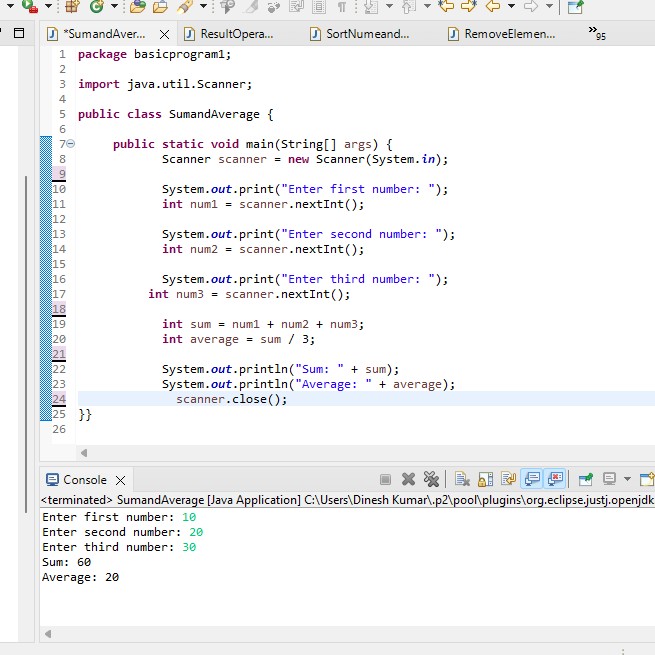 *SumandAver...
ResultOpera...
SortNumeand...
RemoveElemen...
»95
1 package basicprogram1;
2
3 import java.util.Scanner;
4
5 public class SumandAverage {
6
7 public static void main(String[] args) {
8 Scanner scanner = new Scanner(System.in);
9
10 System.out.print("Enter first number: ");
11 int num1 = scanner.nextInt();
12
13 System.out.print("Enter second number: ");
14 int num2 = scanner.nextInt();
15
16 System.out.print("Enter third number: ");
17 int num3 = scanner.nextInt();
18
19 int sum = num1 + num2 + num3;
20 int average = sum / 3;
21
22 System.out.println("Sum: " + sum);
23 System.out.println("Average: " + average);
24 scanner.close();
25 }}
26
Console
<terminated> SumandAverage [Java Application] C:\Users\Dinesh Kumar\.p2\pool\plugins\org.eclipse.justj.openjdk
Enter first number: 10
Enter second number: 20
Enter third number: 30
Sum: 60
Average: 20